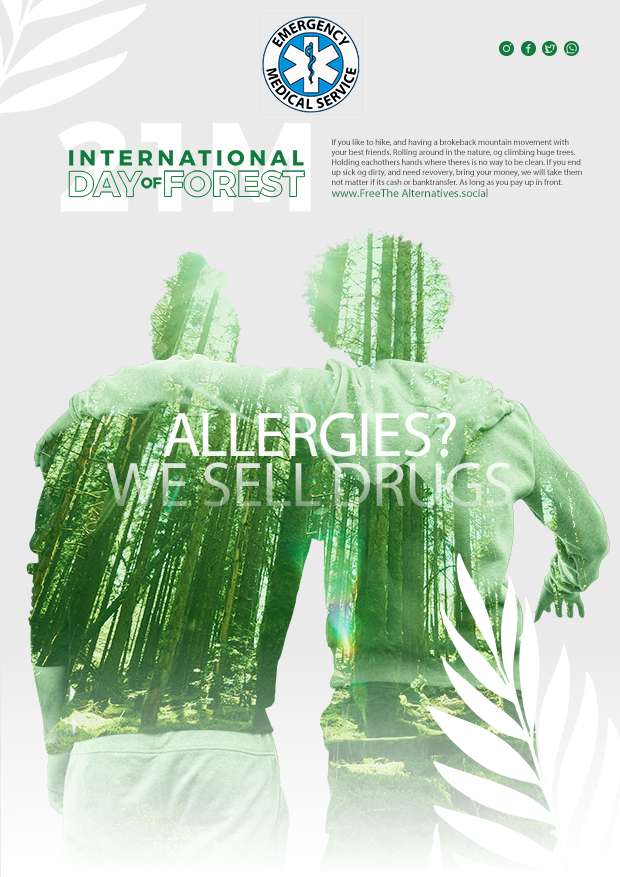 EMERGENCY
MEDICAL SERVICE
21M
INTERNATIONAL
DAY OF FOREST
If you like to hike, and having a brokeback mountain movement with
your best friends. Rolling around in the nature, og climbing huge trees.
Holding eachothers hands where theres is no way to be clean. If you end
up sick og dirty, and need revovery, bring your money, we will take them
not matter if its cash or banktransfer. As long as you pay up in front.
www.FreeThe Alternatives.social
ALLERGIES?
WE SELL DRUGS